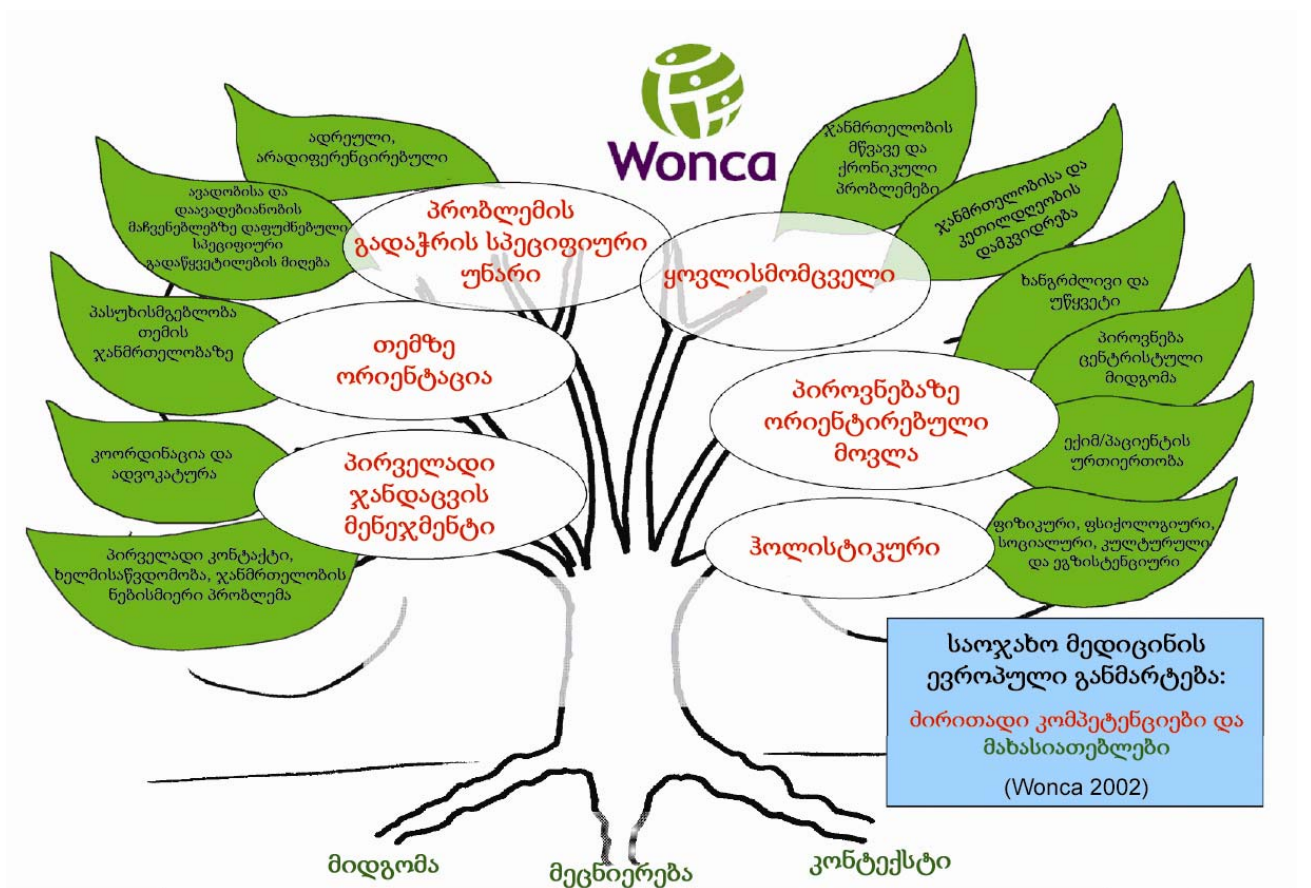 Wonca
ადრეული,
არადიფერენცირებული
ავადობისა და
დაავადებიანობის
მაჩვენებლებზე დაფუძნებული
სპეციფიური
გადაწყვეტილების მიღება
პასუხისმგებლობა
თემის
ჯანმრთელობაზე
კოორდინაცია და
ადვოკატურა
პირველადი კონტაქტი,
ხელმისაწვდომობა, ჯანმრთელობის
ნებისმიერი პრობლემა
პრობლემის
გადაჭრის სპეციფიური
უნარი
თემზე
ორიენტაცია
პირველადი
ჯანდაცვის
მენეჯმენტი
ყოვლისმომცველი
პიროვნებაზე
ორიენტირებული
მოვლა
ჰოლისტიკური
ჯანმრთელობის
მწვავე და
ქრონიკული
პრობლემები
ჯანმრთელობისა და
კეთილდღეობის
დამკვიდრება
ხანგრძლივი და
უწყვეტი
პიროვნება
ცენტრისტული
მიდგომა
ექიმ/პაციენტის
ურთიერთობა
ფიზიკური, ფსიქოლოგიური,
სოციალური, კულტურული
და ეგზისტენციური
საოჯახო მედიცინის
ევროპული განმარტება:
ძირითადი კომპეტენციები და
მახასიათებლები
(Wonca 2002)
მიდგომა
მეცნიერება
კონტექსტი